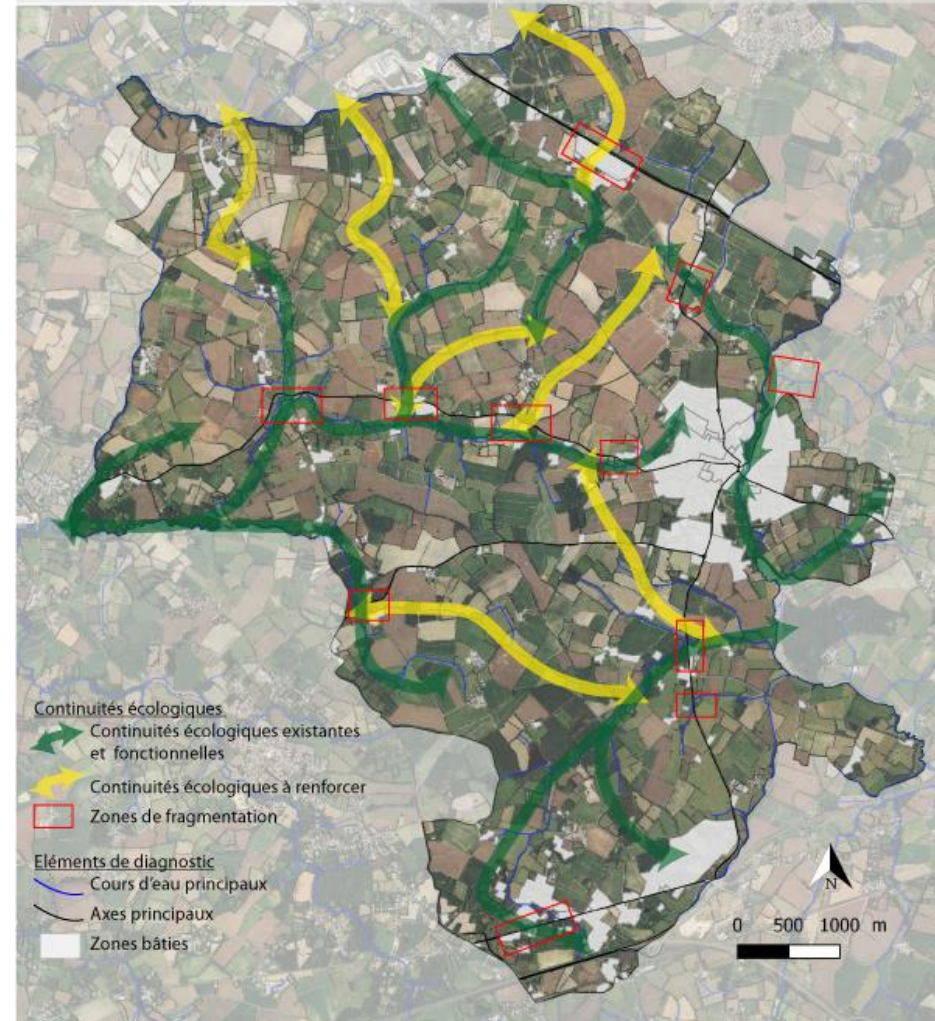 Continuités écologiques
Continuités écologiques existantes
et fonctionnelles
Continuités écologiques à renforcer
Zones de fragmentation
Eléments de diagnostic
Cours d'eau principaux
Axes principaux
Zones bâties
N
0 500 1000 m